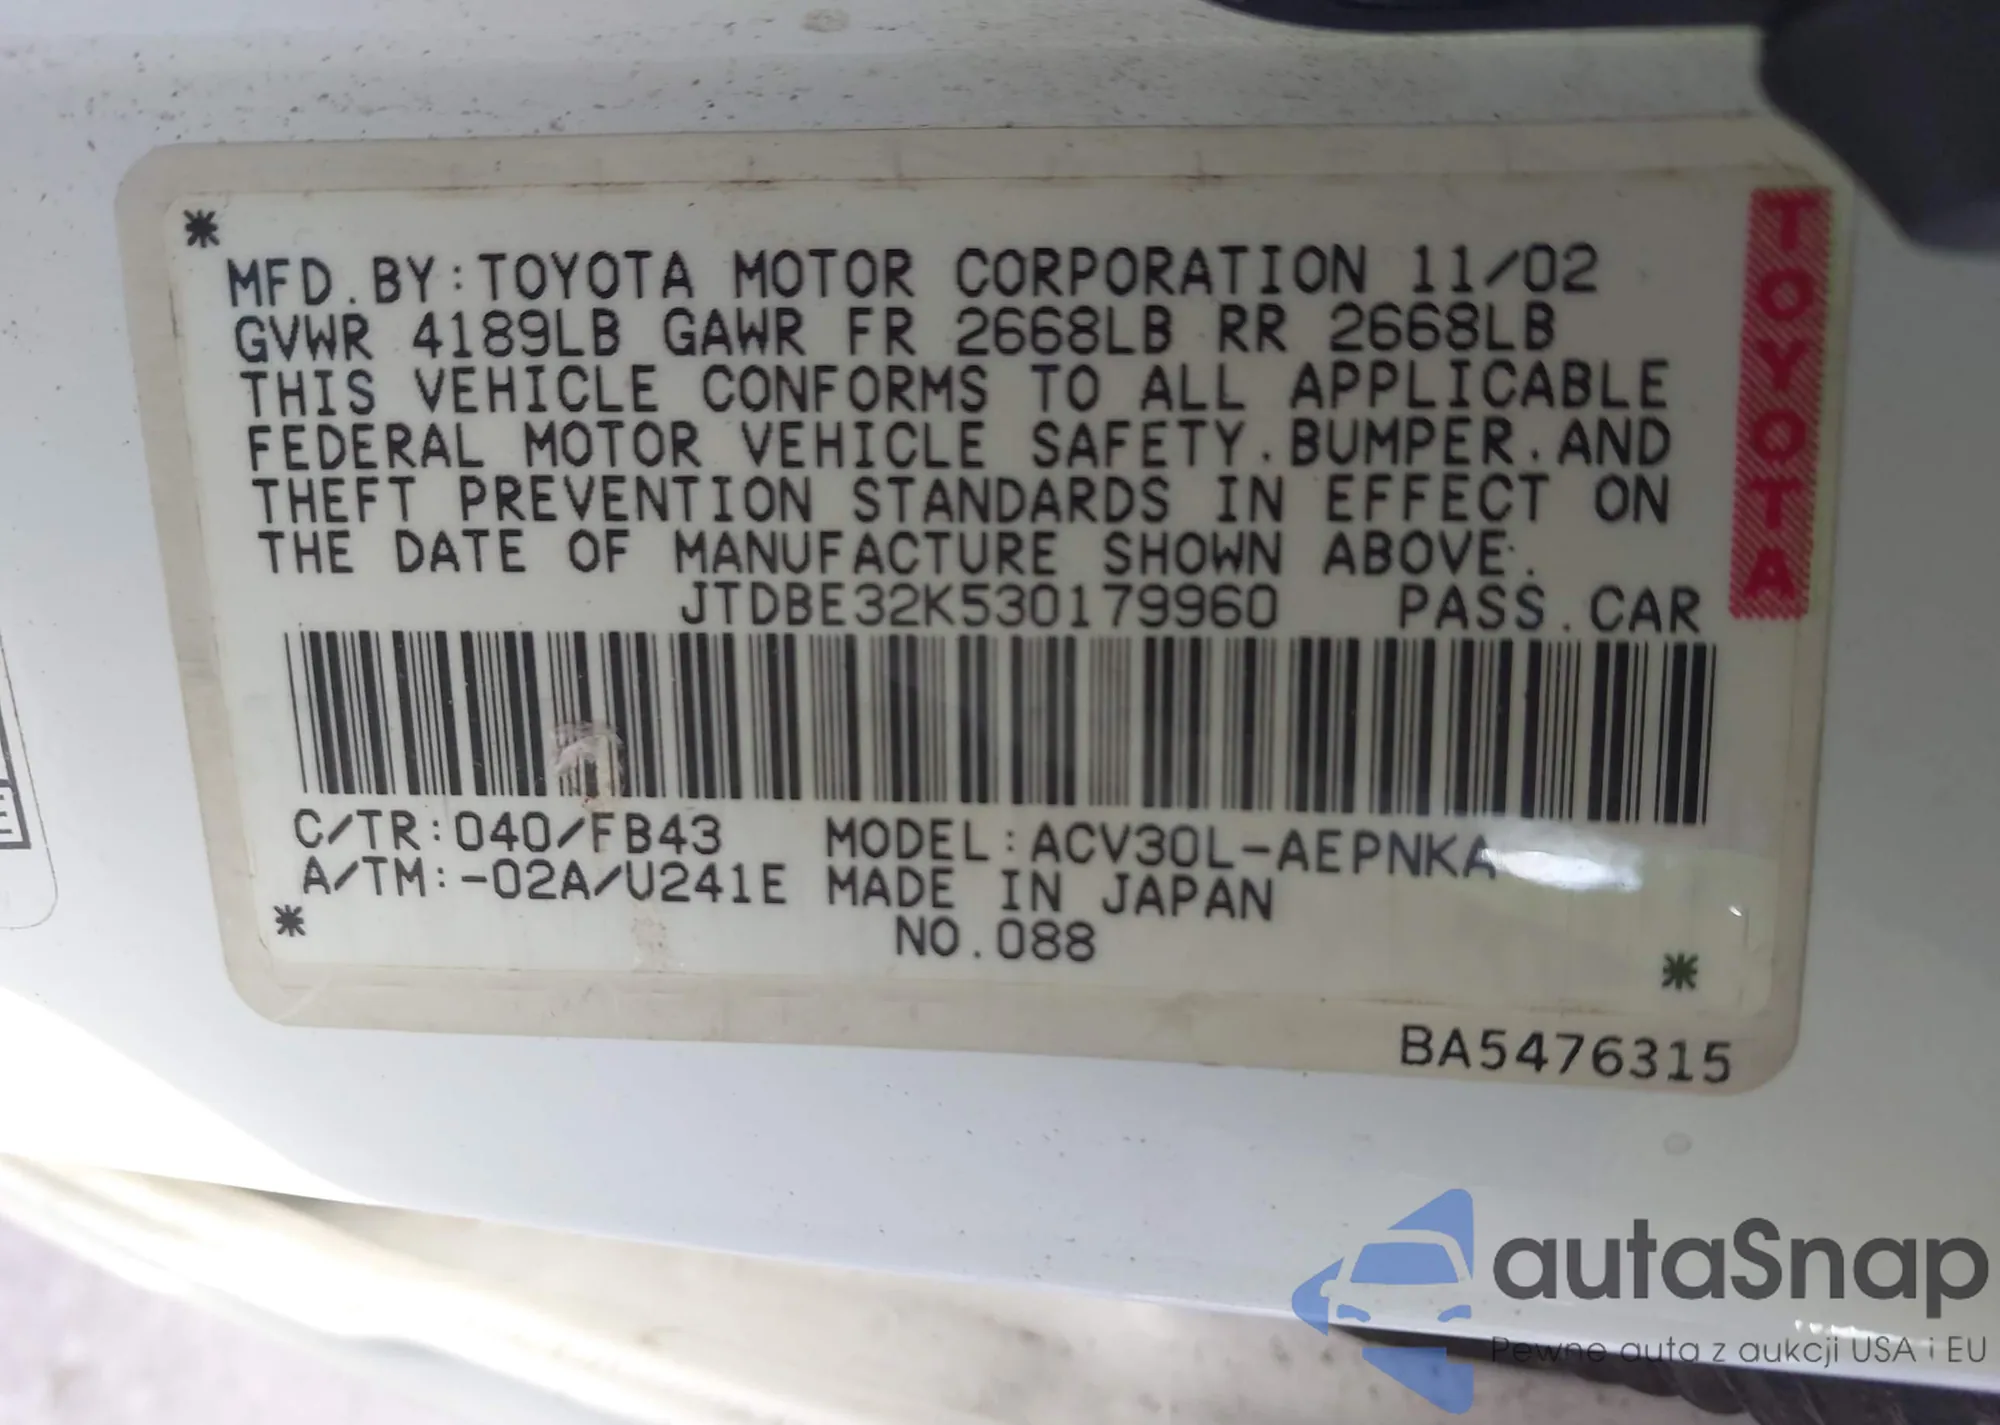 *
MFD.BY:TOYOTA MOTOR CORPORATION 11/02
GVWR 4189LB GAWR FR 2668LB RR 2668LB
THIS VEHICLE CONFORMS TO ALL APPLICABLE
FEDERAL MOTOR VEHICLE SAFETY.BUMPER.AND
THEFT PREVENTION STANDARDS IN EFFECT ON
THE DATE OF MANUFACTURE SHOWN ABOVE.
JTDBE32K530179960 PASS.CAR
C/TR:040/FB43 MODEL:ACV30L-AEPNKA
A/TM:-02A/U241E MADE IN JAPAN
* NO.088 *
BA5476315
TOYOTA
E
autaSnap
Pewne auta z aukcji USA i EU